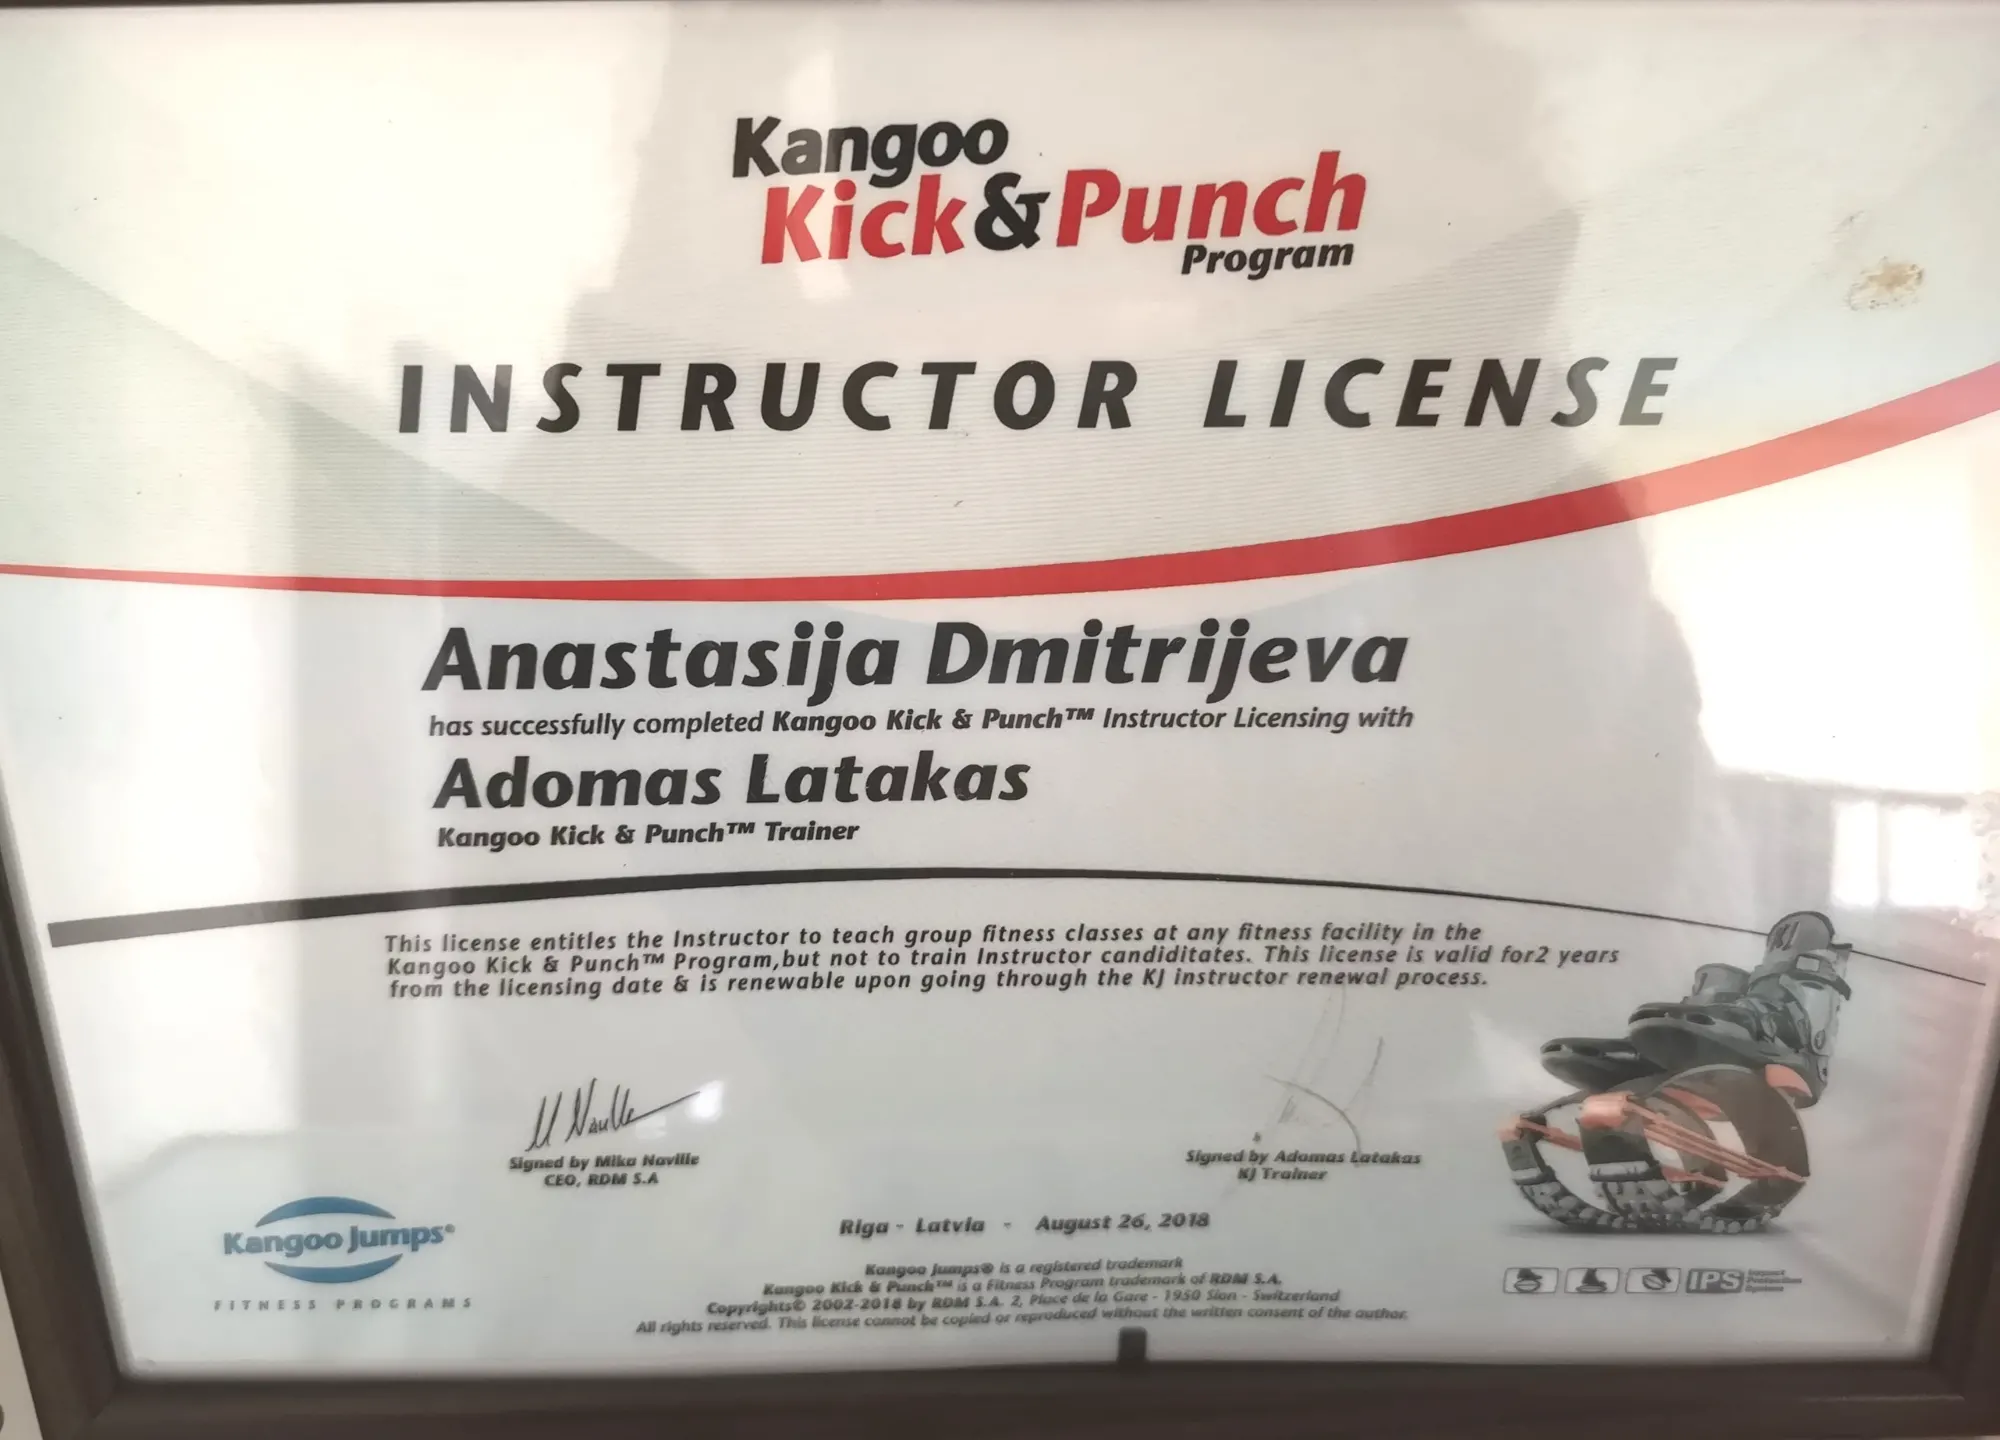 Kangoo
Kick&Punch
Program
INSTRUCTOR LICENSE
Anastasija Dmitrijeva
has successfully completed Kangoo Kick & Punch™ Instructor Licensing with
Adomas Latakas
Kangoo Kick & Punch™ Trainer
This license entitles the Instructor to teach group fitness classes at any fitness facility in the
Kangoo Kick & Punch™ Program,but not to train Instructor candiditates. This license is valid for2 years
from the licensing date & is renewable upon going through the KJ instructor renewal process.
M Naville
Signed by Mika Naville
CEO, RDM S.A
Signed by Adomas Latakas
KJ Trainer
Riga - Latvia - August 26, 2018
Kangoo Jumps®
FITNESS PROGRAMS
Kangoo Jumps® is a registered trademark
Kangoo Kick & Punch™ is a Fitness Program trademark of RDM S.A.
Copyrights© 2002-2018 by RDM S.A. 2, Place de la Gare - 1950 Sion - Switzerland
All rights reserved. This license cannot be copied or reproduced without the written consent of the author.
IPS Impact
Protection
System